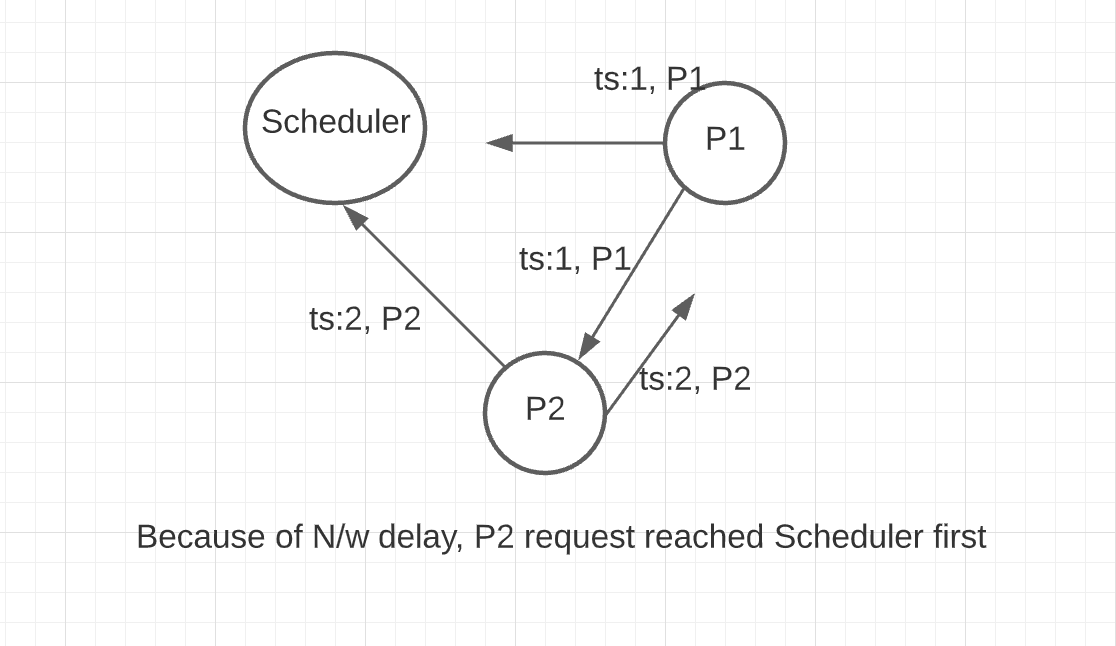 ts:1, P1
Scheduler
P1
ts:1, P1
ts:2, P2
ts:2, P2
P2
Because of N/w delay, P2 request reached Scheduler first